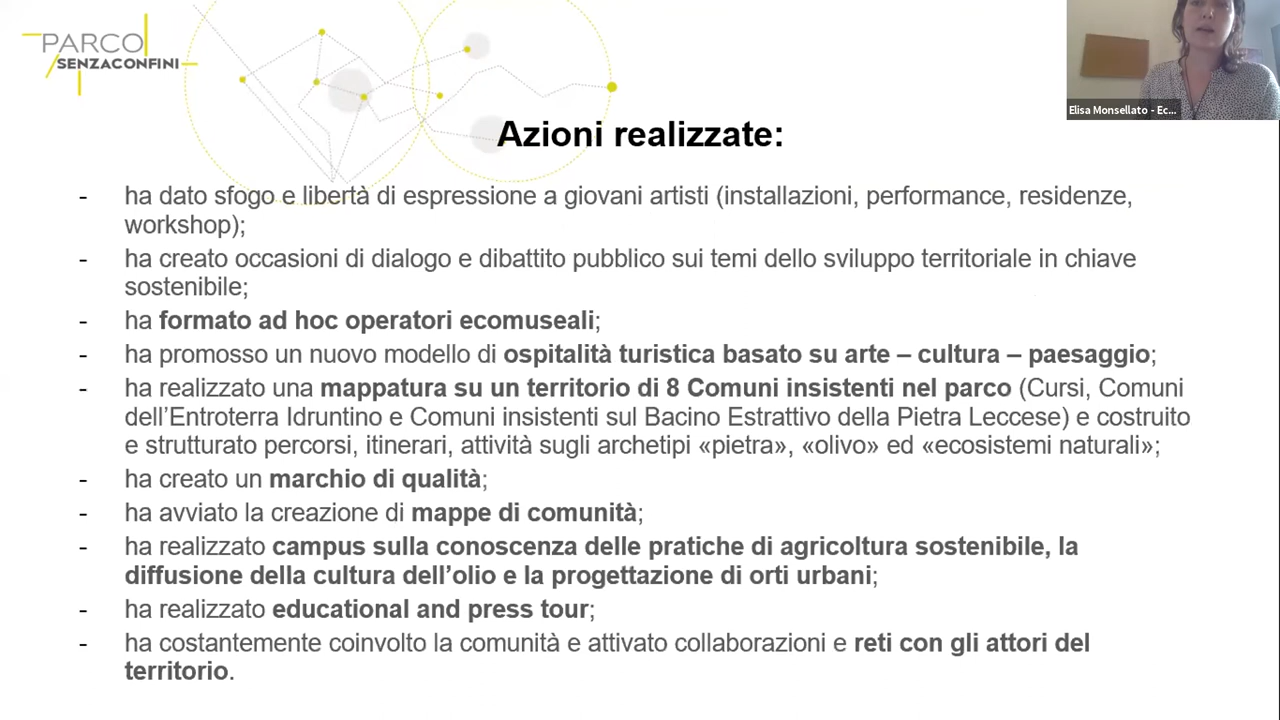 PARCO
SENZACONFINI
Elisa Monsellato - Ec...
Azioni realizzate:
- ha dato sfogo e libertà di espressione a giovani artisti (installazioni, performance, residenze,
workshop);
- ha creato occasioni di dialogo e dibattito pubblico sui temi dello sviluppo territoriale in chiave
sostenibile;
- ha formato ad hoc operatori ecomuseali;
- ha promosso un nuovo modello di ospitalità turistica basato su arte – cultura – paesaggio;
- ha realizzato una mappatura su un territorio di 8 Comuni insistenti nel parco (Cursi, Comuni
dell’Entroterra Idruntino e Comuni insistenti sul Bacino Estrattivo della Pietra Leccese) e costruito
e strutturato percorsi, itinerari, attività sugli archetipi «pietra», «olivo» ed «ecosistemi naturali»;
- ha creato un marchio di qualità;
- ha avviato la creazione di mappe di comunità;
- ha realizzato campus sulla conoscenza delle pratiche di agricoltura sostenibile, la
diffusione della cultura dell’olio e la progettazione di orti urbani;
- ha realizzato educational and press tour;
- ha costantemente coinvolto la comunità e attivato collaborazioni e reti con gli attori del
territorio.